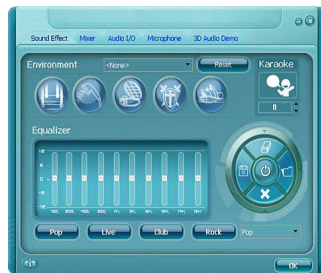 Sound Effect Mixer Audio I/O Microphone 3D Audio Demo
Environment <None> Reset Karaoke
0
Equalizer
Pop Live Club Rock Pop
OK